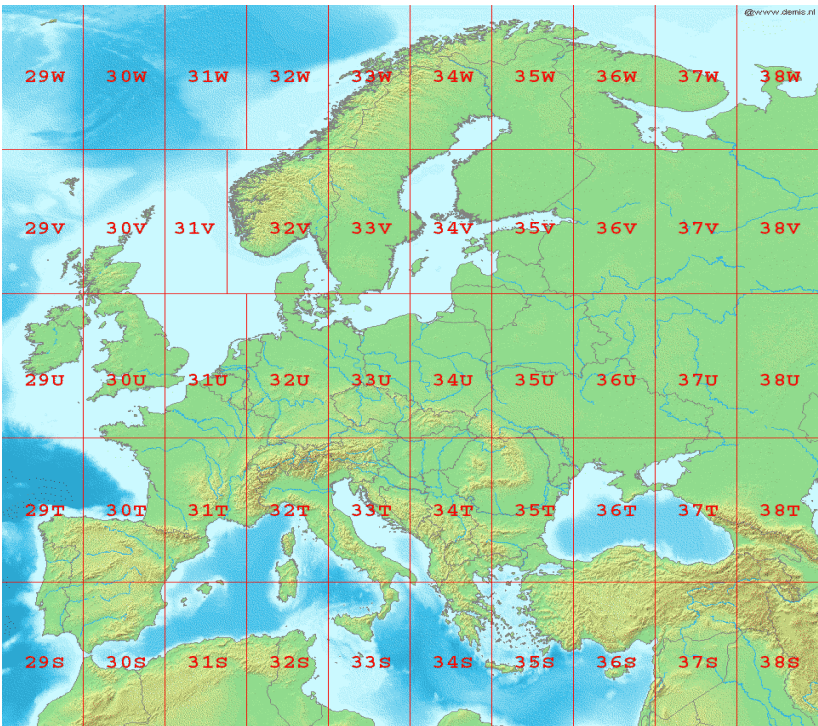 @www.demis.nl
29W 30W 31W 32W 33W 34W 35W 36W 37W 38W
29V 30V 31V 32V 33V 34V 35V 36V 37V 38V
29U 30U 31U 32U 33U 34U 35U 36U 37U 38U
29T 30T 31T 32T 33T 34T 35T 36T 37T 38T
29S 30S 31S 32S 33S 34S 35S 36S 37S 38S